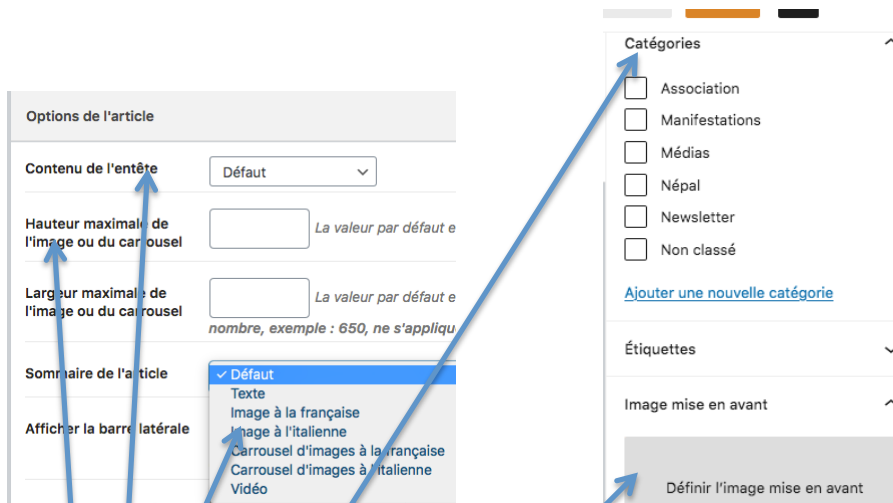 Options de l'article
Contenu de l'entête
Défaut
Hauteur maximale de
l'image ou du carrousel
La valeur par défaut e
Largeur maximale de
l'image ou du carrousel
La valeur par défaut e
nombre, exemple : 650, ne s'appliqu
Sommaire de l'article
✓ Défaut
Texte
Image à la française
Image à l'italienne
Carrousel d'images à la française
Carrousel d'images à l'italienne
Vidéo
Afficher la barre latérale
Catégories
Association
Manifestations
Médias
Népal
Newsletter
Non classé
Ajouter une nouvelle catégorie
Étiquettes
Image mise en avant
Définir l'image mise en avant